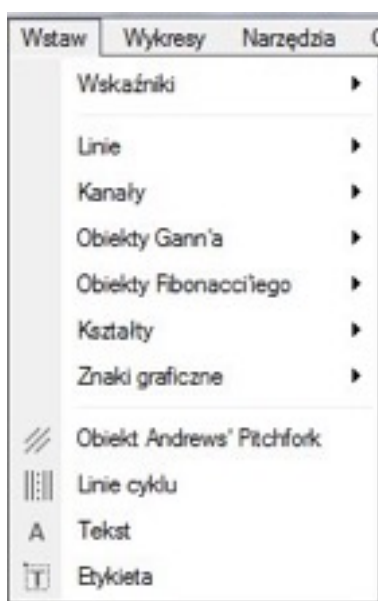 Wstaw Wykresy Narzędzia
Wskaźniki
Linie
Kanały
Obiekty Gann'a
Obiekty Fibonacci'iego
Kształty
Znaki graficzne
Obiekt Andrews' Pitchfork
Linie cyklu
A Tekst
T Etykieta